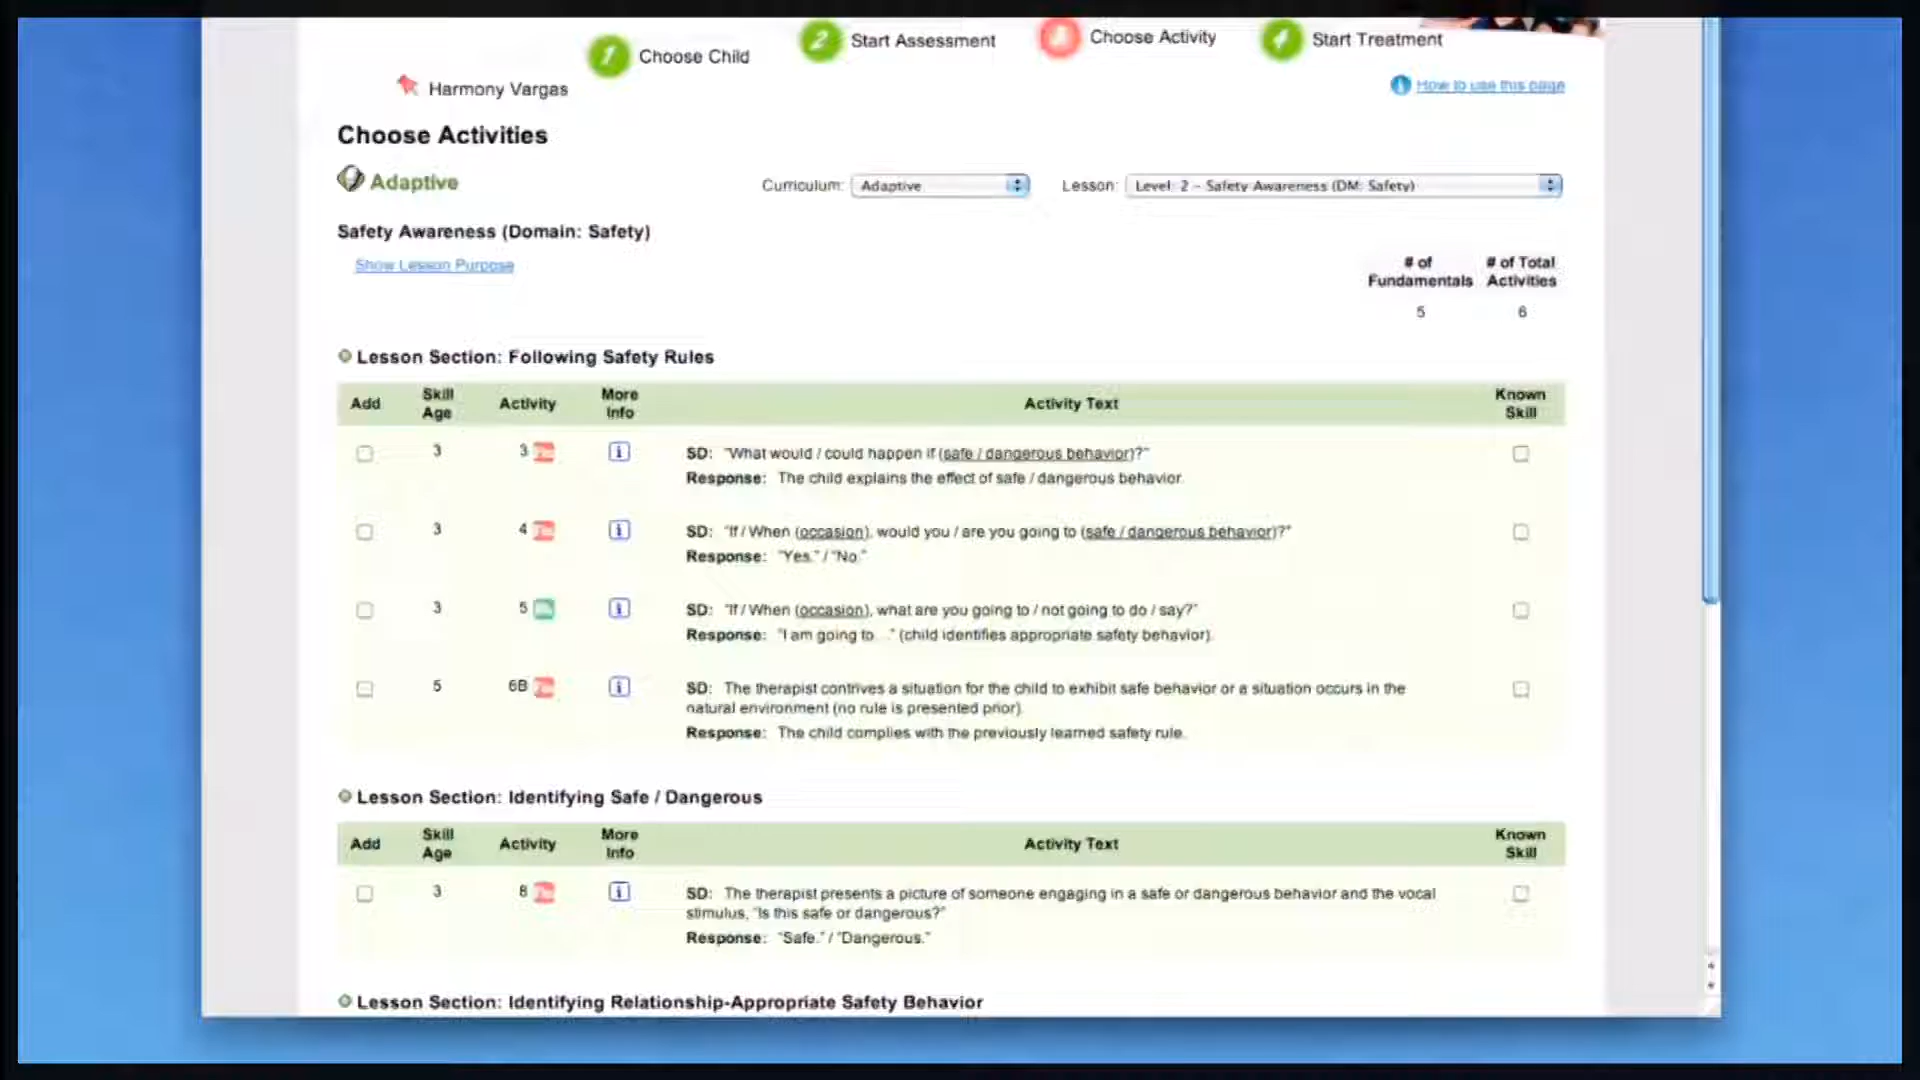 1 Choose Child
2 Start Assessment
3 Choose Activity
4 Start Treatment
Harmony Vargas
How to use this page
Choose Activities
Adaptive
Curriculum: Adaptive
Lesson: Level: 2 - Safety Awareness (DM: Safety)
Safety Awareness (Domain: Safety)
Show Lesson Purpose
# of Fundamentals
# of Total Activities
5
6
Lesson Section: Following Safety Rules
Add
Skill Age
Activity
More Info
Activity Text
Known Skill
3
3
i
SD: "What would / could happen if (safe / dangerous behavior)?"
Response: The child explains the effect of safe / dangerous behavior.
3
4
i
SD: "If / When (occasion), would you / are you going to (safe / dangerous behavior)?"
Response: "Yes." / "No."
3
5
i
SD: "If / When (occasion), what are you going to / not going to do / say?"
Response: "I am going to..." (child identifies appropriate safety behavior).
5
6B
i
SD: The therapist contrives a situation for the child to exhibit safe behavior or a situation occurs in the
natural environment (no rule is presented prior).
Response: The child complies with the previously learned safety rule.
Lesson Section: Identifying Safe / Dangerous
Add
Skill Age
Activity
More Info
Activity Text
Known Skill
3
8
i
SD: The therapist presents a picture of someone engaging in a safe or dangerous behavior and the vocal
stimulus, "Is this safe or dangerous?"
Response: "Safe." / "Dangerous."
Lesson Section: Identifying Relationship-Appropriate Safety Behavior